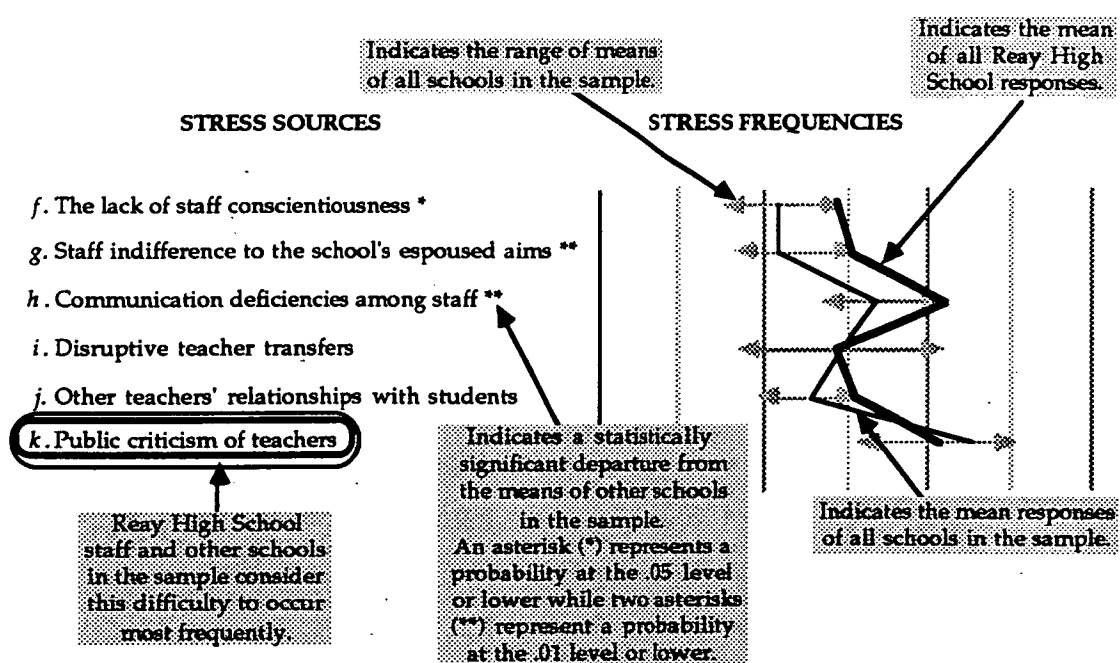 Indicates the range of means
of all schools in the sample.
Indicates the mean
of all Reay High
School responses.
STRESS SOURCES
STRESS FREQUENCIES
f. The lack of staff conscientiousness *
g. Staff indifference to the school's espoused aims **
h. Communication deficiencies among staff **
i. Disruptive teacher transfers
j. Other teachers' relationships with students
k. Public criticism of teachers
Reay High School
staff and other schools
in the sample consider
this difficulty to occur
most frequently.
Indicates a statistically
significant departure from
the means of other schools
in the sample.
An asterisk (*) represents a
probability at the .05 level
or lower while two asterisks
(**) represent a probability
at the .01 level or lower.
Indicates the mean responses
of all schools in the sample.